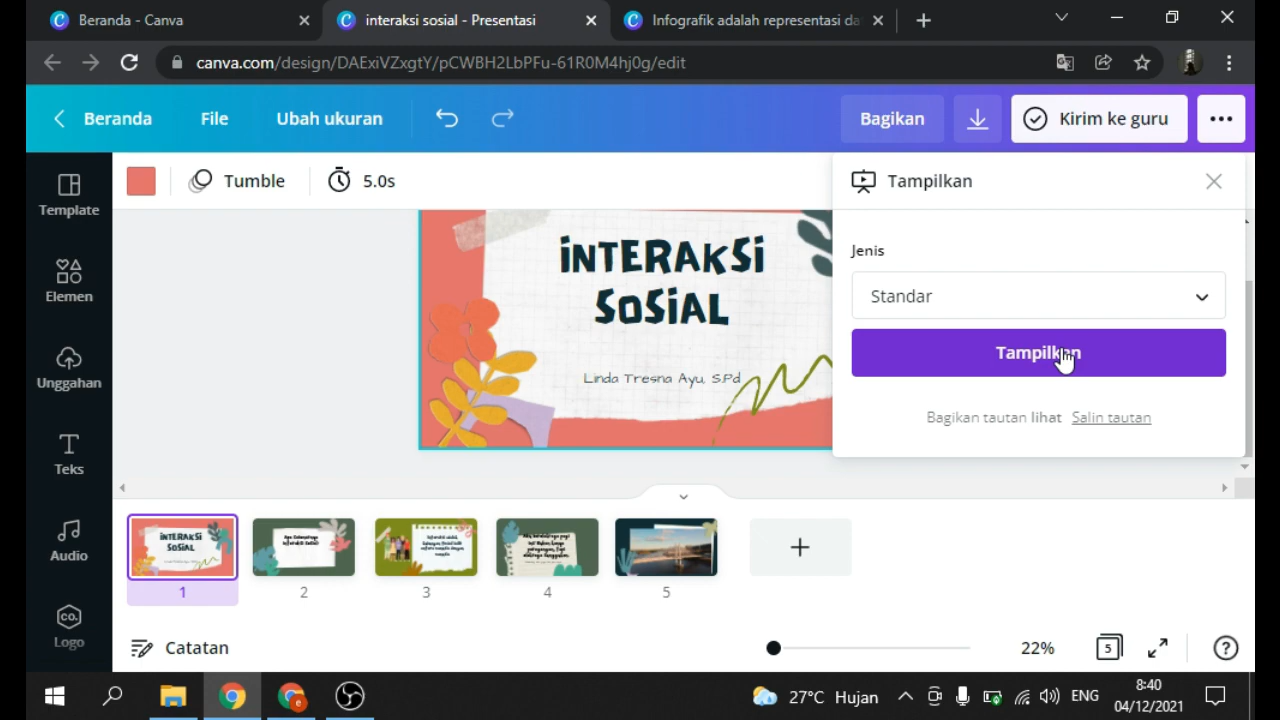 Beranda - Canva
interaksi sosial - Presentasi
Infografik adalah representasi da
canva.com/design/DAExiVZxgtY/pCWBH2LbPFu-61R0M4hj0g/edit
Beranda
File
Ubah ukuran
Bagikan
Kirim ke guru
Template
Elemen
Unggahan
Teks
Audio
CO.
Logo
Tumble
5.0s
INTERAKSI
SOSIAL
Linda Tresna Ayu, S.Pd
Tampilkan
Jenis
Standar
Tampilkan
Bagikan tautan lihat Salin tautan
INTERAKSI
SOSIAL
1
2
3
4
5
Catatan
22%
5
27°C Hujan
ENG
8:40
04/12/2021